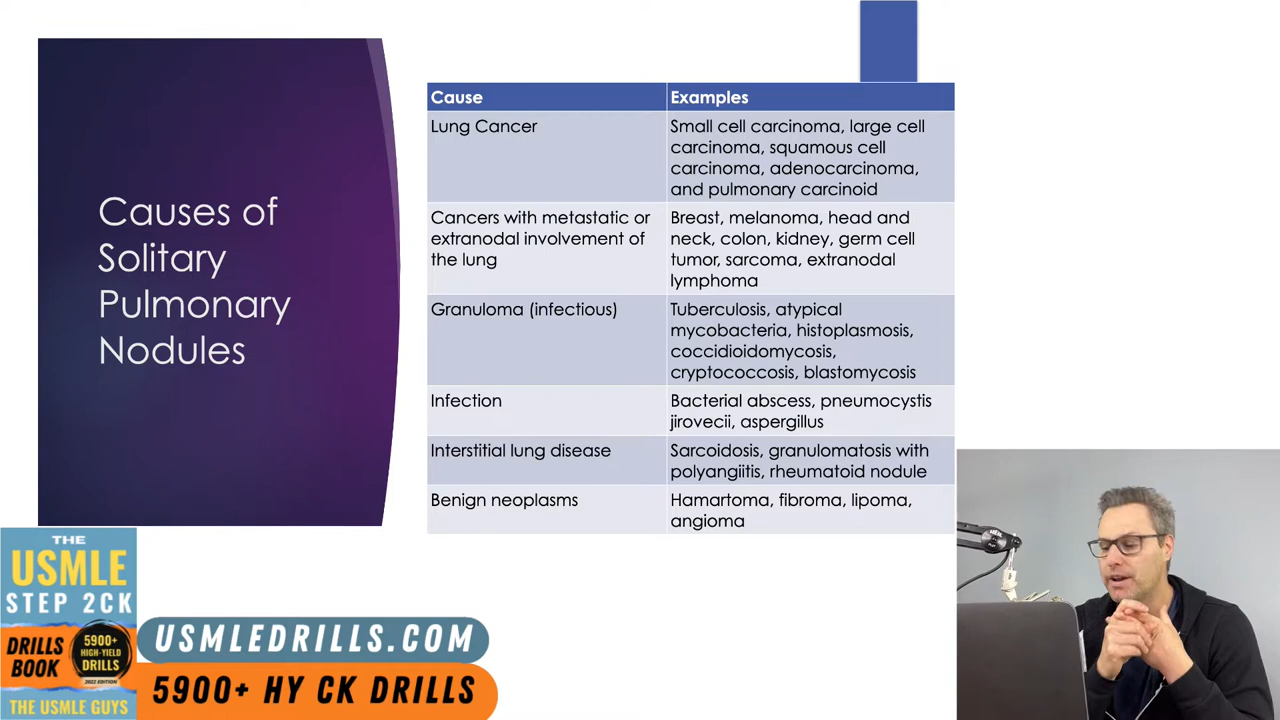 Causes of
Solitary
Pulmonary
Nodules
Cause Examples
Lung Cancer
Small cell carcinoma, large cell
carcinoma, squamous cell
carcinoma, adenocarcinoma,
and pulmonary carcinoid
Cancers with metastatic or
extranodal involvement of
the lung
Breast, melanoma, head and
neck, colon, kidney, germ cell
tumor, sarcoma, extranodal
lymphoma
Granuloma (infectious)
Tuberculosis, atypical
mycobacteria, histoplasmosis,
coccidioidomycosis,
cryptococcosis, blastomycosis
Infection
Bacterial abscess, pneumocystis
jirovecii, aspergillus
Interstitial lung disease
Sarcoidosis, granulomatosis with
polyangiitis, rheumatoid nodule
Benign neoplasms
Hamartoma, fibroma, lipoma,
angioma
THE
USMLE
STEP 2CK
DRILLS
BOOK
5900+
HIGH-YIELD
DRILLS
2022 EDITION
THE USMLE GUYS
USMLEDRILLS.COM
5900+ HY CK DRILLS